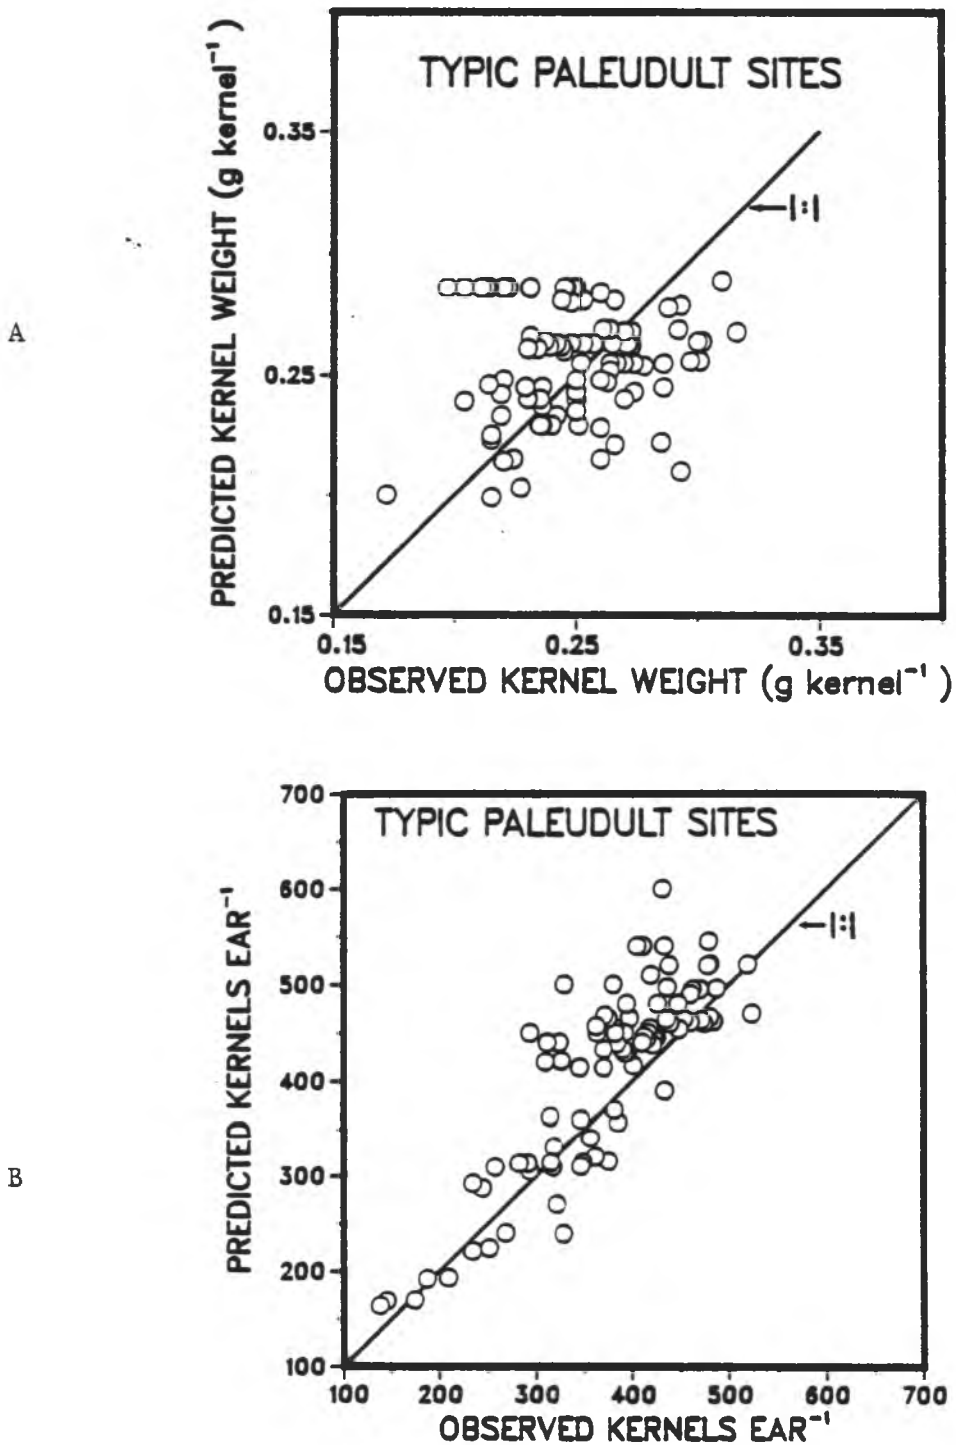 A
TYPIC PALEUDULT SITES
PREDICTED KERNEL WEIGHT (g kernel⁻¹)
0.35
0.25
0.15
1:1
0.15 0.25 0.35
OBSERVED KERNEL WEIGHT (g kernel⁻¹ )
B
TYPIC PALEUDULT SITES
PREDICTED KERNELS EAR⁻¹
700
600
500
400
300
200
100
1:1
100 200 300 400 500 600 700
OBSERVED KERNELS EAR⁻¹